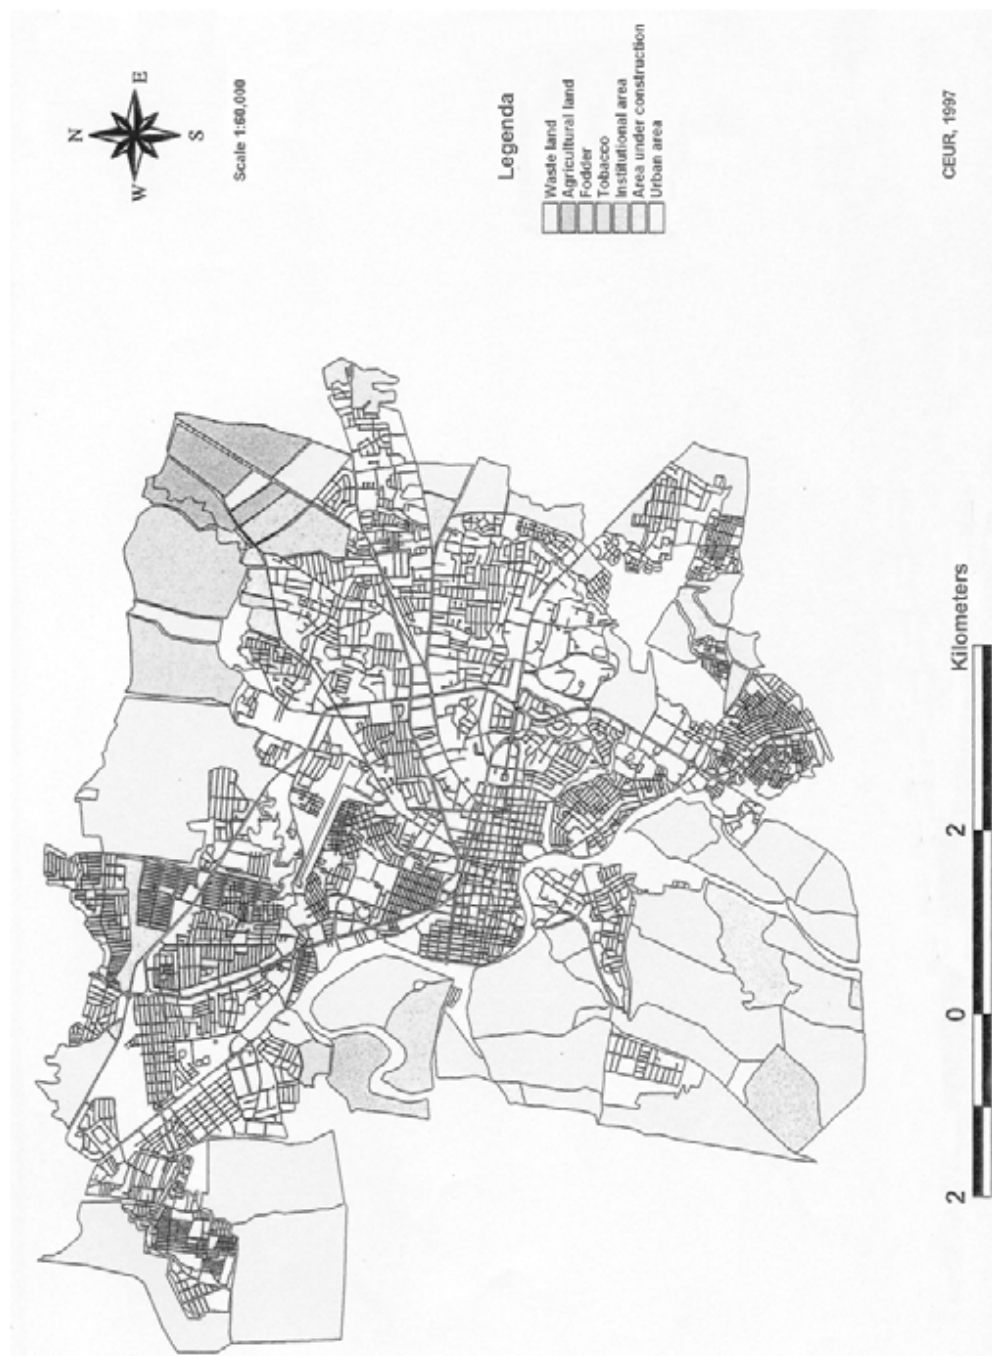 N
E
W
S
Scale 1:60,000
Legenda
Waste land
Agricultural land
Fodder
Tobacco
Institutional area
Area under construction
Urban area
2
0
2
Kilometers
CEUR, 1997